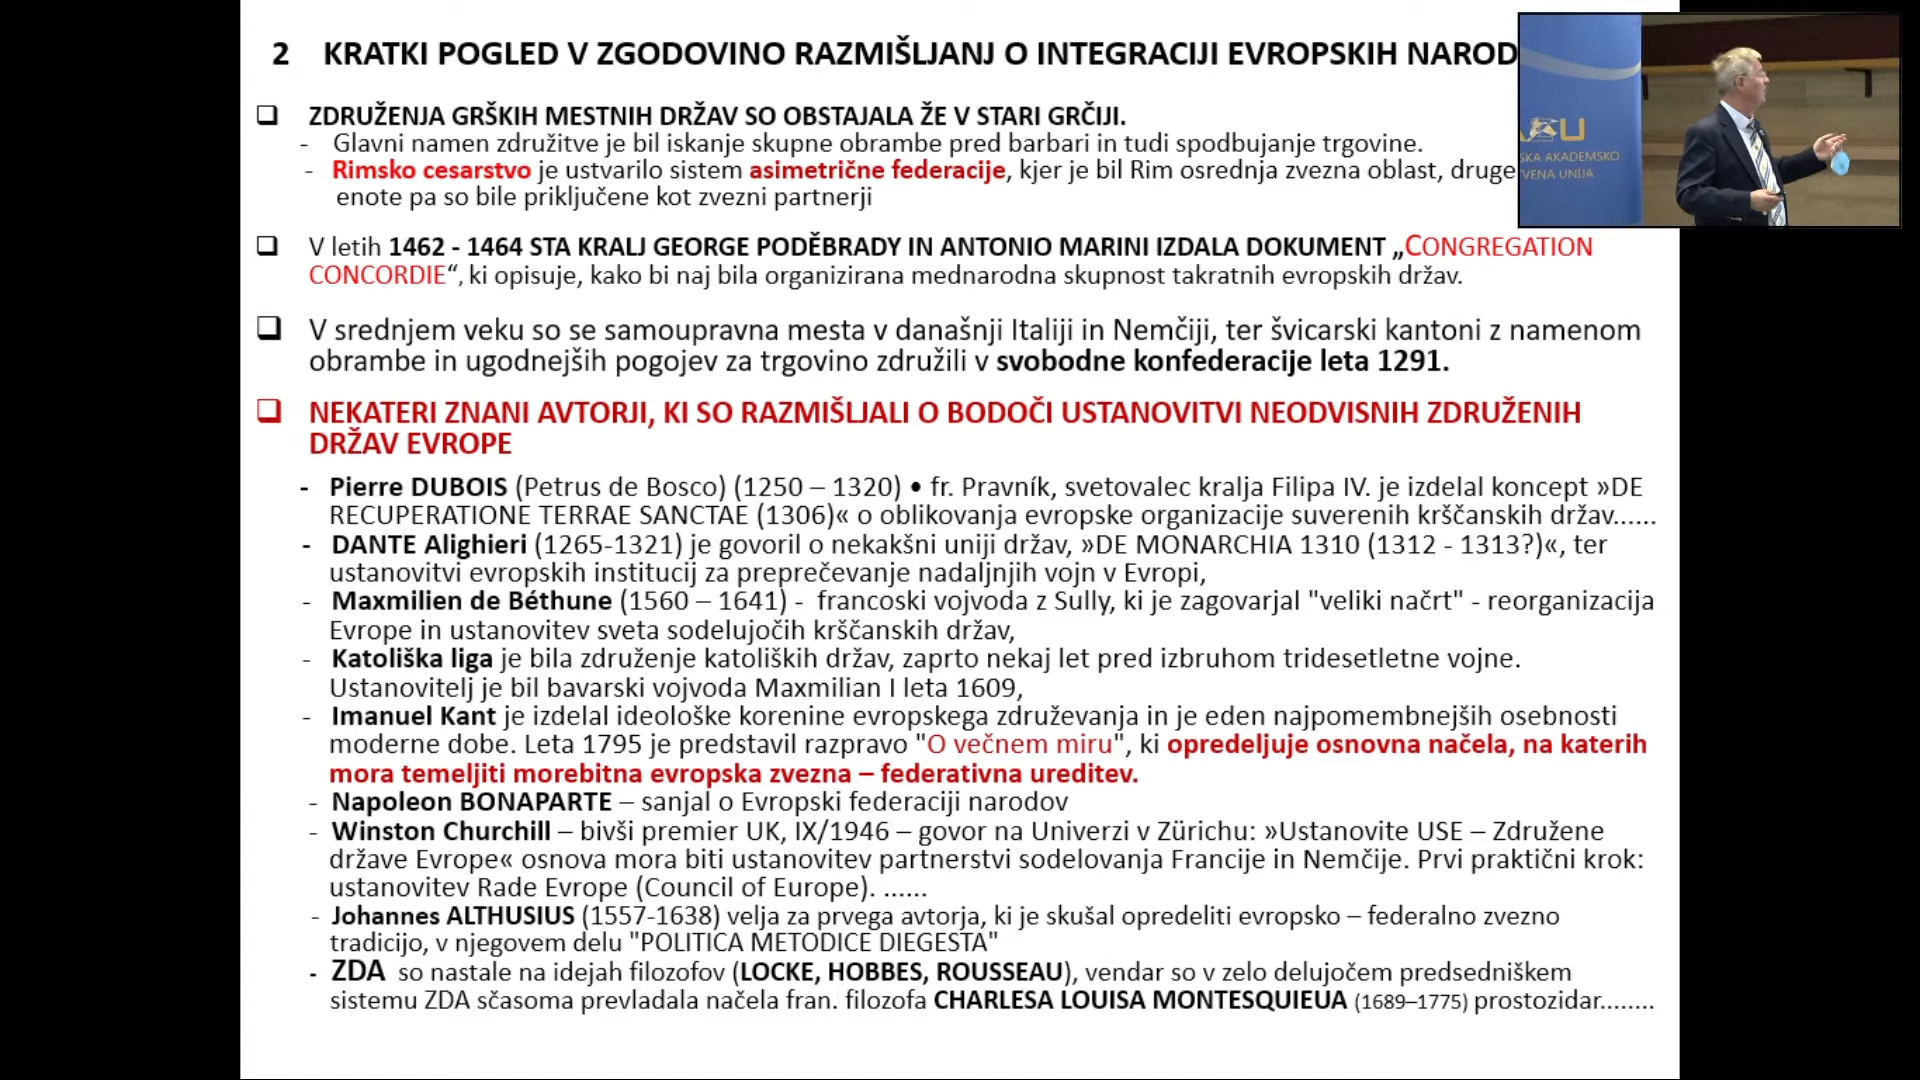 2 KRATKI POGLED V ZGODOVINO RAZMIŠLJANJ O INTEGRACIJI EVROPSKIH NAROD
❑ ZDRUŽENJA GRŠKIH MESTNIH DRŽAV SO OBSTAJALA ŽE V STARI GRČIJI.
- Glavni namen združitve je bil iskanje skupne obrambe pred barbari in tudi spodbujanje trgovine.
- Rimsko cesarstvo je ustvarilo sistem asimetrične federacije, kjer je bil Rim osrednja zvezna oblast, druge
enote pa so bile priključene kot zvezni partnerji
❑ V letih 1462 - 1464 STA KRALJ GEORGE PODĚBRADY IN ANTONIO MARINI IZDALA DOKUMENT „CONGREGATION
CONCORDIE“, ki opisuje, kako bi naj bila organizirana mednarodna skupnost takratnih evropskih držav.
❑ V srednjem veku so se samoupravna mesta v današnji Italiji in Nemčiji, ter švicarski kantoni z namenom
obrambe in ugodnejših pogojev za trgovino združili v svobodne konfederacije leta 1291.
❑ NEKATERI ZNANI AVTORJI, KI SO RAZMIŠLJALI O BODOČI USTANOVITVI NEODVISNIH ZDRUŽENIH
DRŽAV EVROPE
- Pierre DUBOIS (Petrus de Bosco) (1250 – 1320) • fr. Pravník, svetovalec kralja Filipa IV. je izdelal koncept »DE
RECUPERATIONE TERRAE SANCTAE (1306)« o oblikovanja evropske organizacije suverenih krščanskih držav......
- DANTE Alighieri (1265-1321) je govoril o nekakšni uniji držav, »DE MONARCHIA 1310 (1312 - 1313?)«, ter
ustanovitvi evropskih institucij za preprečevanje nadaljnjih vojn v Evropi,
- Maxmilien de Béthune (1560 – 1641) - francoski vojvoda z Sully, ki je zagovarjal "veliki načrt" - reorganizacija
Evrope in ustanovitev sveta sodelujočih krščanskih držav,
- Katoliška liga je bila združenje katoliških držav, zaprto nekaj let pred izbruhom tridesetletne vojne.
Ustanovitelj je bil bavarski vojvoda Maxmilian I leta 1609,
- Imanuel Kant je izdelal ideološke korenine evropskega združevanja in je eden najpomembnejših osebnosti
moderne dobe. Leta 1795 je predstavil razpravo "O večnem miru", ki opredeljuje osnovna načela, na katerih
mora temeljiti morebitna evropska zvezna – federativna ureditev.
- Napoleon BONAPARTE – sanjal o Evropski federaciji narodov
- Winston Churchill – bivši premier UK, IX/1946 – govor na Univerzi v Zürichu: »Ustanovite USE – Združene
države Evrope« osnova mora biti ustanovitev partnerstvi sodelovanja Francije in Nemčije. Prvi praktični krok:
ustanovitev Rade Evrope (Council of Europe). ......
- Johannes ALTHUSIUS (1557-1638) velja za prvega avtorja, ki je skušal opredeliti evropsko – federalno zvezno
tradicijo, v njegovem delu "POLITICA METODICE DIEGESTA"
- ZDA so nastale na idejah filozofov (LOCKE, HOBBES, ROUSSEAU), vendar so v zelo delujočem predsedniškem
sistemu ZDA sčasoma prevladala načela fran. filozofa CHARLESA LOUISA MONTESQUIEUA (1689–1775) prostozidar........
SKA AKADEMSKO
VENA UNIJA